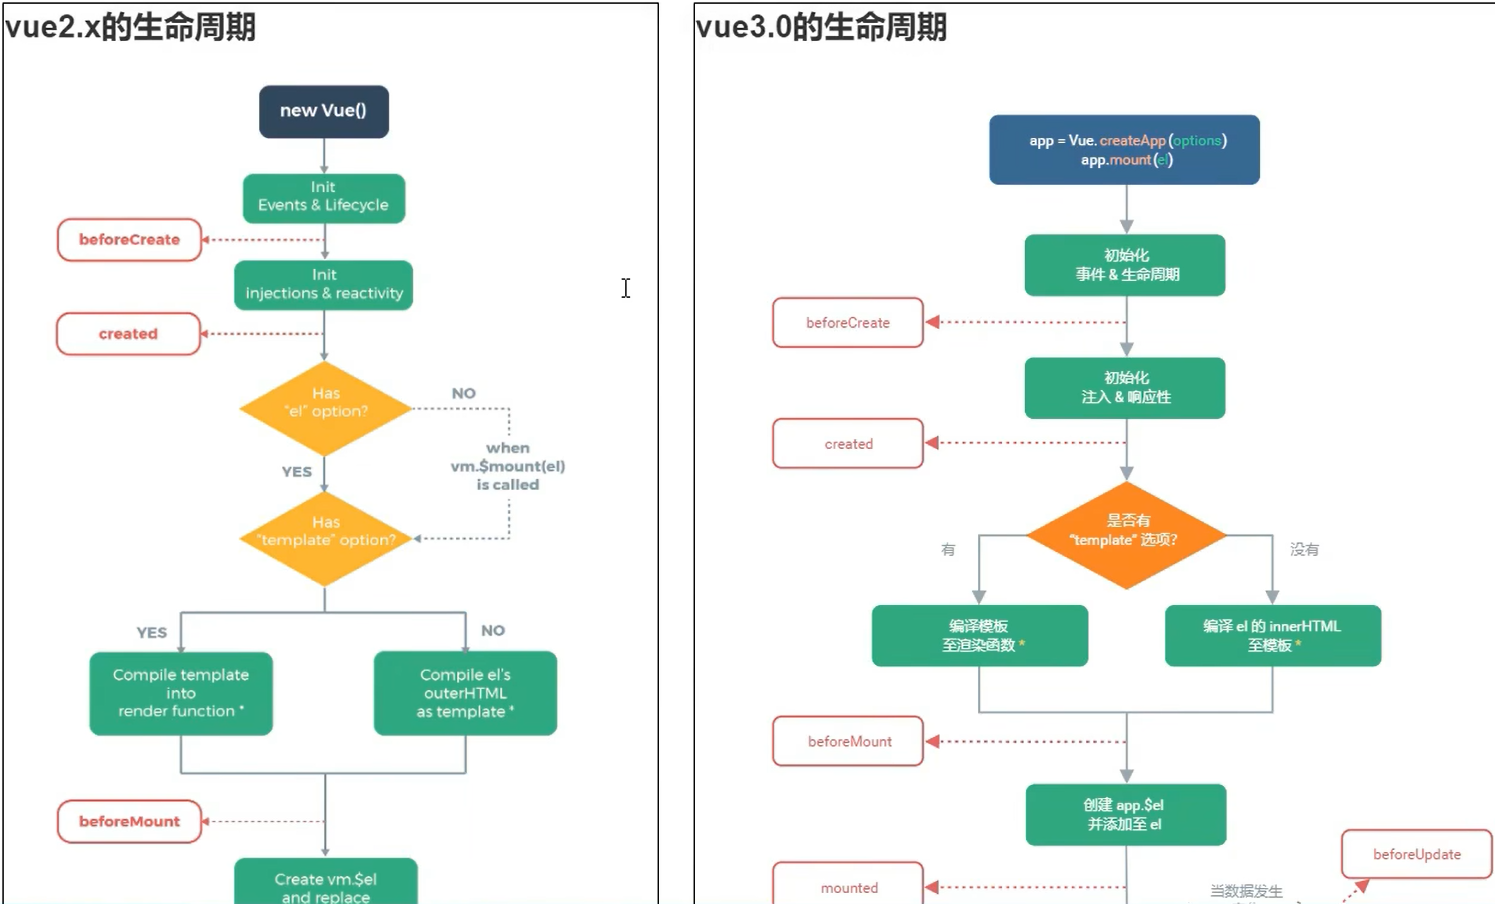 vue2.x的生命周期
new Vue()
Init
Events & Lifecycle
beforeCreate
Init
injections & reactivity
created
Has
"el" option?
NO
when
vm.$mount(el)
is called
YES
Has
"template" option?
YES
NO
Compile template
into
render function *
Compile el's
outerHTML
as template *
beforeMount
Create vm.$el
and replace
vue3.0的生命周期
app = Vue.createApp(options)
app.mount(el)
初始化
事件 & 生命周期
beforeCreate
初始化
注入 & 响应性
created
是否有
"template" 选项?
有
没有
编译模板
至渲染函数 *
编译 el 的 innerHTML
至模板 *
beforeMount
创建 app.$el
并添加至 el
beforeUpdate
mounted
当数据发生